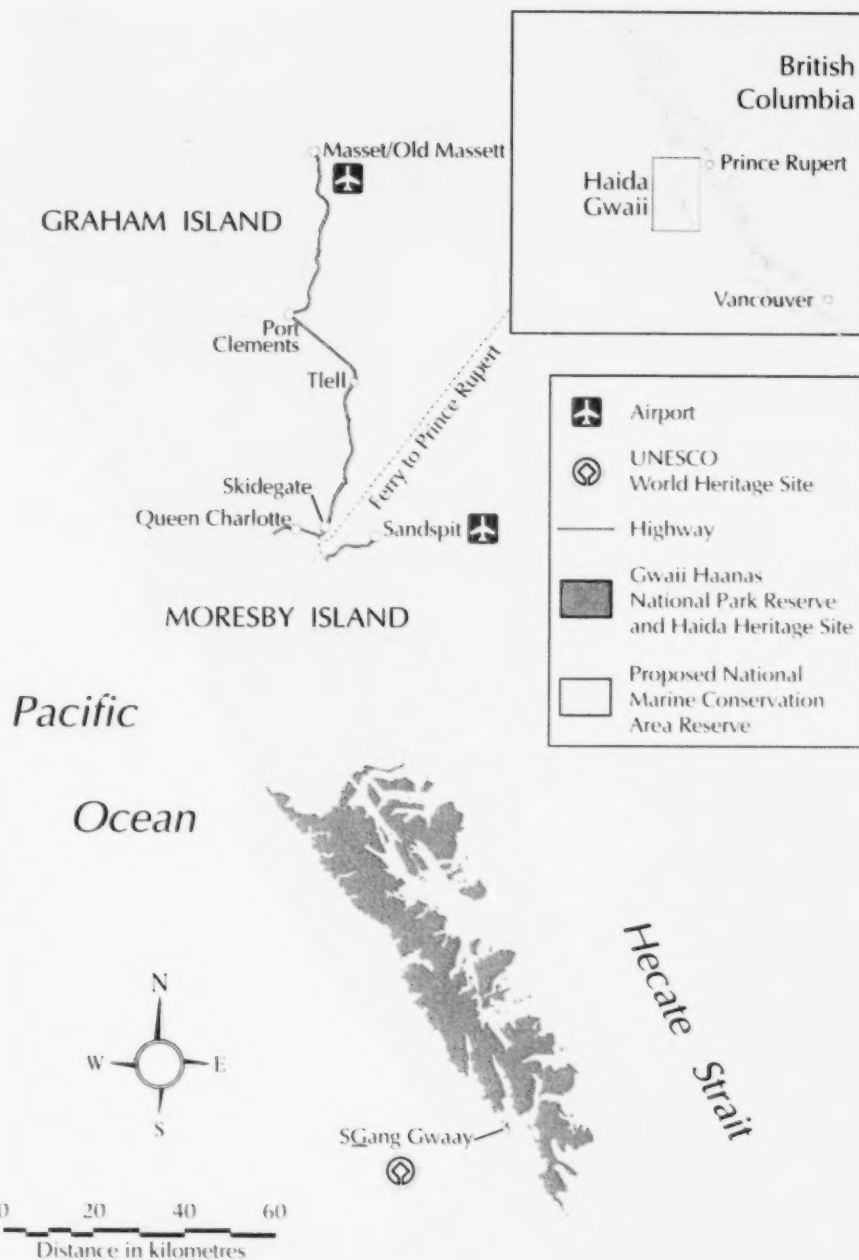 British
Columbia
Prince Rupert
Haida
Gwaii
Vancouver
Masset/Old Massett
GRAHAM ISLAND
Port
Clements
Tlell
Ferry to Prince Rupert
Skidegate
Queen Charlotte
Sandspit
MORESBY ISLAND
Airport
UNESCO
World Heritage Site
Highway
Gwaii Haanas
National Park Reserve
and Haida Heritage Site
Proposed National
Marine Conservation
Area Reserve
Pacific
Ocean
Hecate Strait
N
W E
S
SGang Gwaay
0 20 40 60
Distance in kilometres